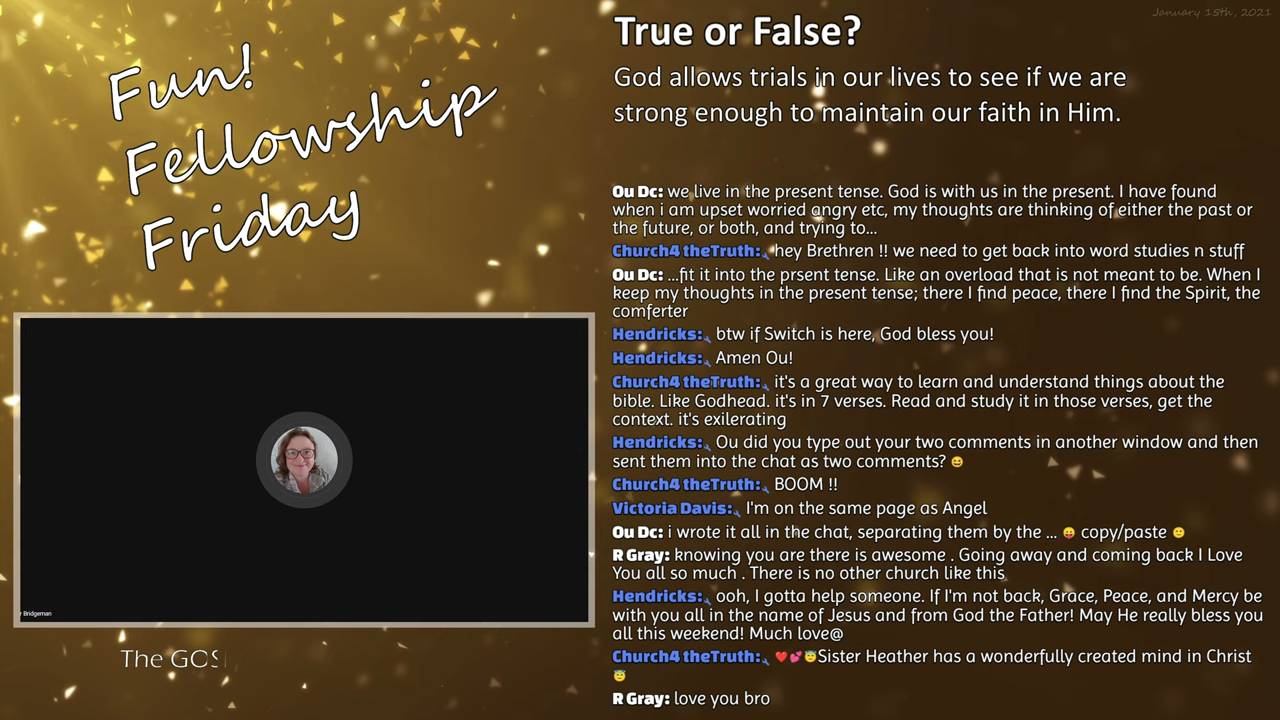 January 15th, 2021
Fun!
Fellowship
Friday
True or False?
God allows trials in our lives to see if we are
strong enough to maintain our faith in Him.
Ou Dc: we live in the present tense. God is with us in the present. I have found
when i am upset worried angry etc, my thoughts are thinking of either the past or
the future, or both, and trying to...
Church4 theTruth: hey Brethren !! we need to get back into word studies n stuff
Ou Dc: ...fit it into the prsent tense. Like an overload that is not meant to be. When I
keep my thoughts in the present tense; there I find peace, there I find the Spirit, the
comferter
Hendricks: btw if Switch is here, God bless you!
Hendricks: Amen Ou!
Church4 theTruth: it's a great way to learn and understand things about the
bible. Like Godhead. it's in 7 verses. Read and study it in those verses, get the
context. it's exilerating
Hendricks: Ou did you type out your two comments in another window and then
sent them into the chat as two comments? 😄
Church4 theTruth: BOOM !!
Victoria Davis: I'm on the same page as Angel
Ou Dc: i wrote it all in the chat, separating them by the ... 😛 copy/paste 🙂
R Gray: knowing you are there is awesome . Going away and coming back I Love
You all so much . There is no other church like this
Hendricks: ooh, I gotta help someone. If I'm not back, Grace, Peace, and Mercy be
with you all in the name of Jesus and from God the Father! May He really bless you
all this weekend! Much love@
Church4 theTruth: ❤️💕😇Sister Heather has a wonderfully created mind in Christ
😇
R Gray: love you bro
r Bridgeman
The GOS